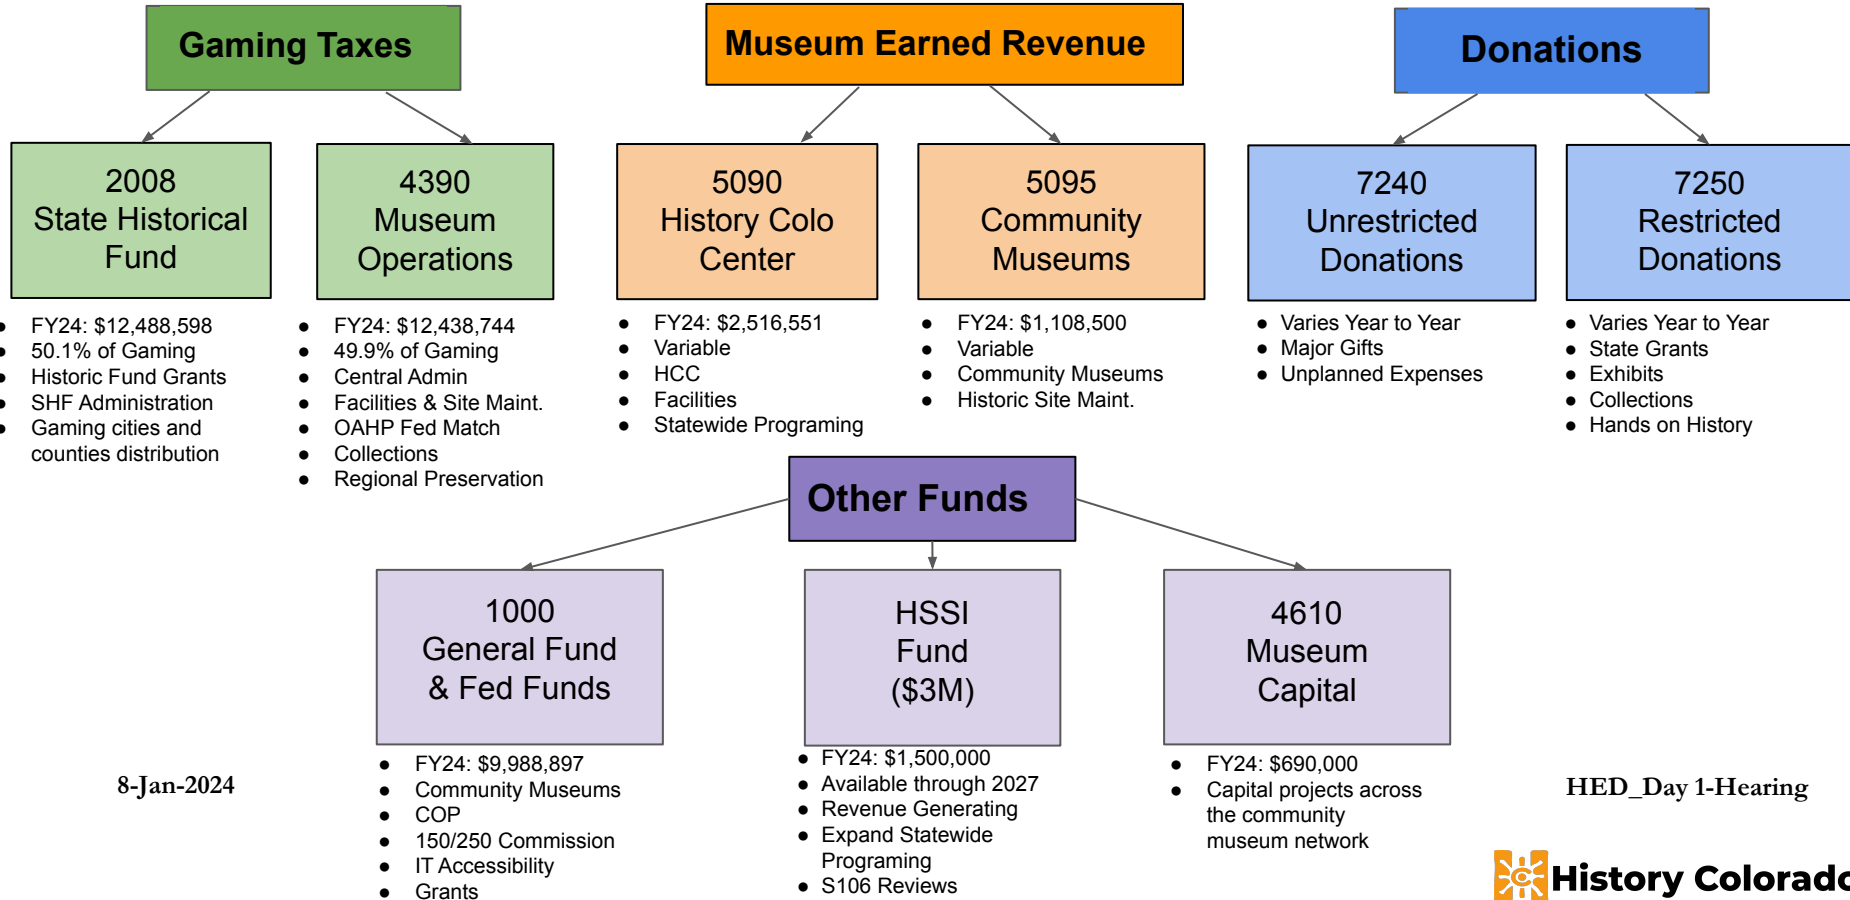 Gaming Taxes
2008
State Historical
Fund
● FY24: $12,488,598
● 50.1% of Gaming
● Historic Fund Grants
● SHF Administration
● Gaming cities and
counties distribution
4390
Museum
Operations
● FY24: $12,438,744
● 49.9% of Gaming
● Central Admin
● Facilities & Site Maint.
● OAHP Fed Match
● Collections
● Regional Preservation
Museum Earned Revenue
5090
History Colo
Center
● FY24: $2,516,551
● Variable
● HCC
● Facilities
● Statewide Programing
5095
Community
Museums
● FY24: $1,108,500
● Variable
● Community Museums
● Historic Site Maint.
Donations
7240
Unrestricted
Donations
● Varies Year to Year
● Major Gifts
● Unplanned Expenses
7250
Restricted
Donations
● Varies Year to Year
● State Grants
● Exhibits
● Collections
● Hands on History
Other Funds
1000
General Fund
& Fed Funds
● FY24: $9,988,897
● Community Museums
● COP
● 150/250 Commission
● IT Accessibility
● Grants
HSSI
Fund
($3M)
● FY24: $1,500,000
● Available through 2027
● Revenue Generating
● Expand Statewide
Programing
● S106 Reviews
4610
Museum
Capital
● FY24: $690,000
● Capital projects across
the community
museum network
8-Jan-2024
HED_Day 1-Hearing
History Colorado